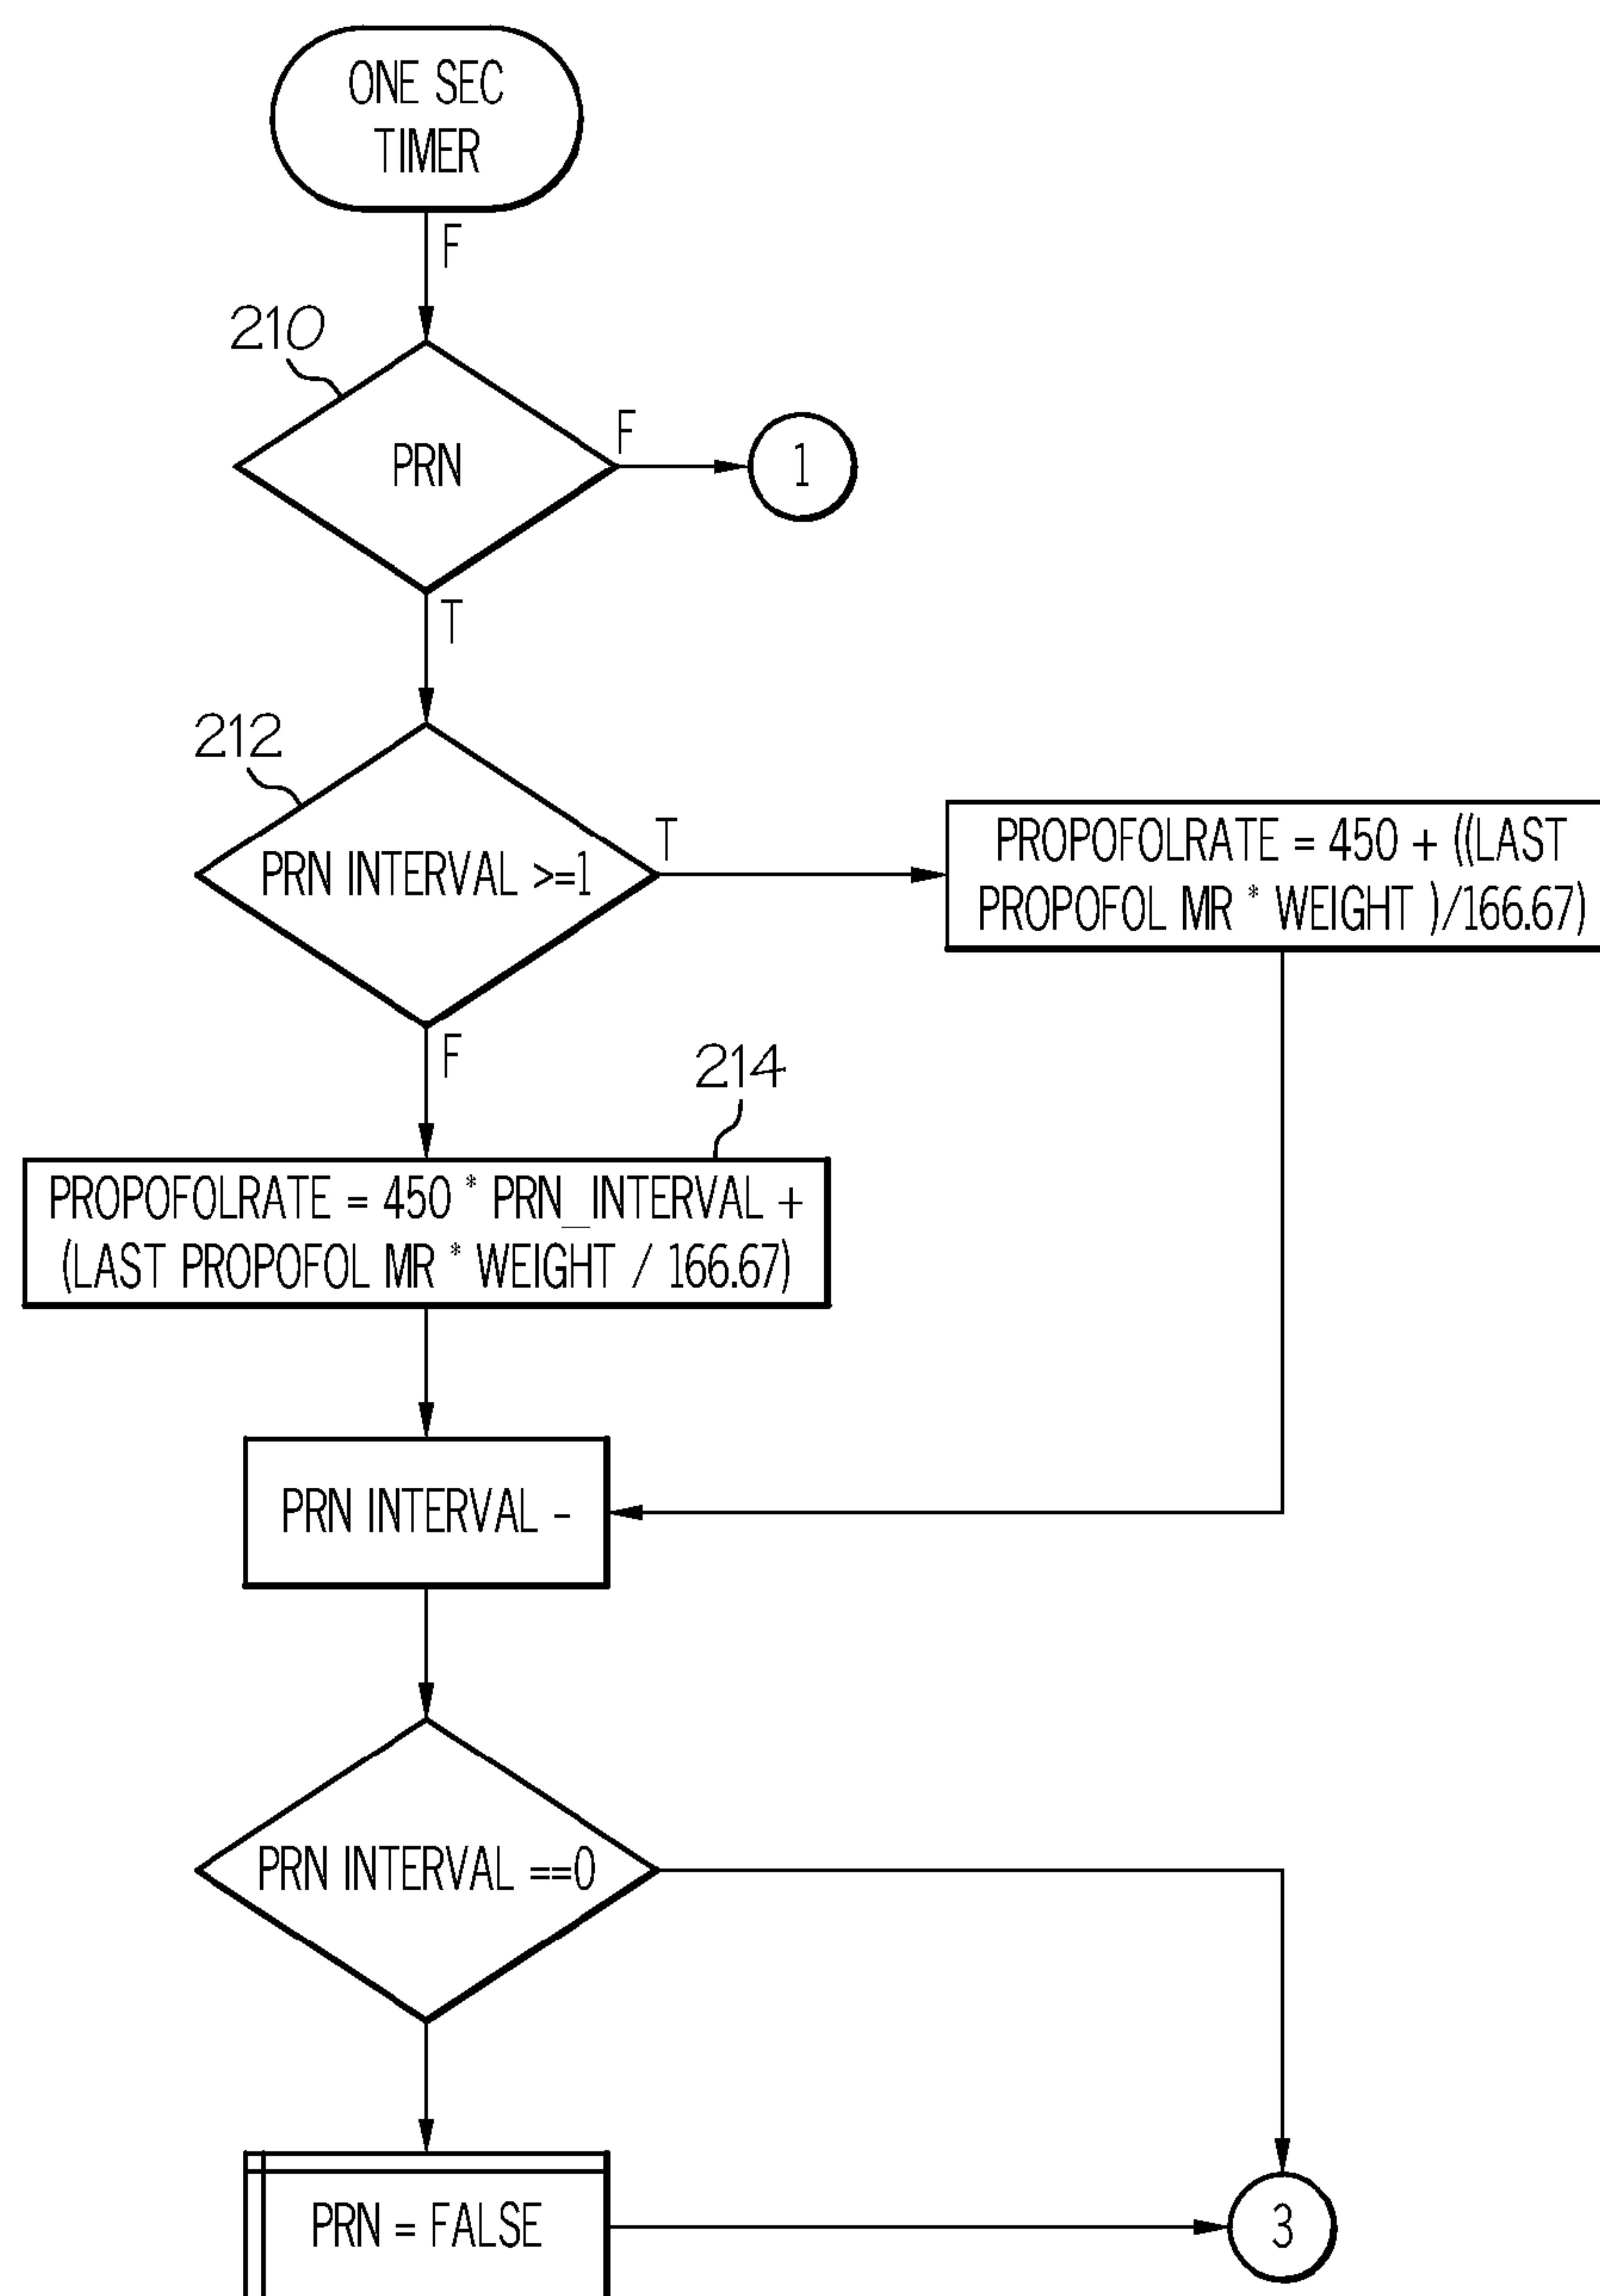 ONE SEC
TIMER
F
210
PRN
F
1
T
212
PRN INTERVAL >=1
T
PROPOFOLRATE = 450 + ((LAST
PROPOFOL MR * WEIGHT )/166.67)
F
214
PROPOFOLRATE = 450 * PRN_INTERVAL +
(LAST PROPOFOL MR * WEIGHT / 166.67)
PRN INTERVAL -
PRN INTERVAL ==0
PRN = FALSE
3